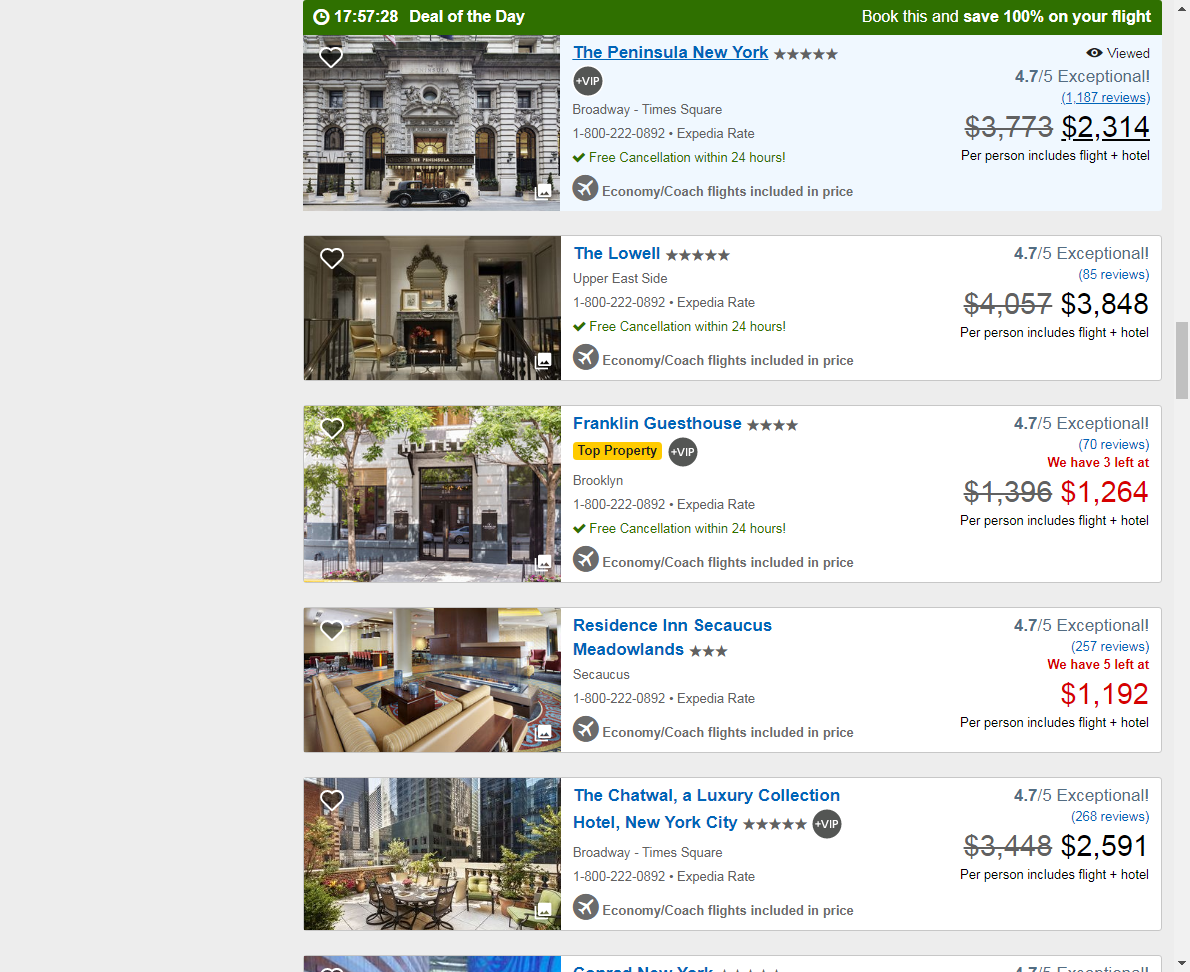 17:57:28 Deal of the Day
Book this and save 100% on your flight
The Peninsula New York
Viewed
+VIP
4.7/5 Exceptional!
(1,187 reviews)
Broadway - Times Square
$3,773 $2,314
1-800-222-0892 • Expedia Rate
Per person includes flight + hotel
Free Cancellation within 24 hours!
Economy/Coach flights included in price
THE PENINSULA
The Lowell
4.7/5 Exceptional!
Upper East Side
(85 reviews)
1-800-222-0892 • Expedia Rate
$4,057 $3,848
Free Cancellation within 24 hours!
Per person includes flight + hotel
Economy/Coach flights included in price
Franklin Guesthouse
4.7/5 Exceptional!
Top Property
+VIP
(70 reviews)
We have 3 left at
Brooklyn
$1,396 $1,264
1-800-222-0892 • Expedia Rate
Per person includes flight + hotel
Free Cancellation within 24 hours!
Economy/Coach flights included in price
HOTEL
Residence Inn Secaucus
Meadowlands
4.7/5 Exceptional!
(257 reviews)
We have 5 left at
Secaucus
$1,192
1-800-222-0892 • Expedia Rate
Per person includes flight + hotel
Economy/Coach flights included in price
The Chatwal, a Luxury Collection
Hotel, New York City
+VIP
4.7/5 Exceptional!
(268 reviews)
Broadway - Times Square
$3,448 $2,591
1-800-222-0892 • Expedia Rate
Per person includes flight + hotel
Economy/Coach flights included in price
Conrad New York
4.7/5 Exceptional!